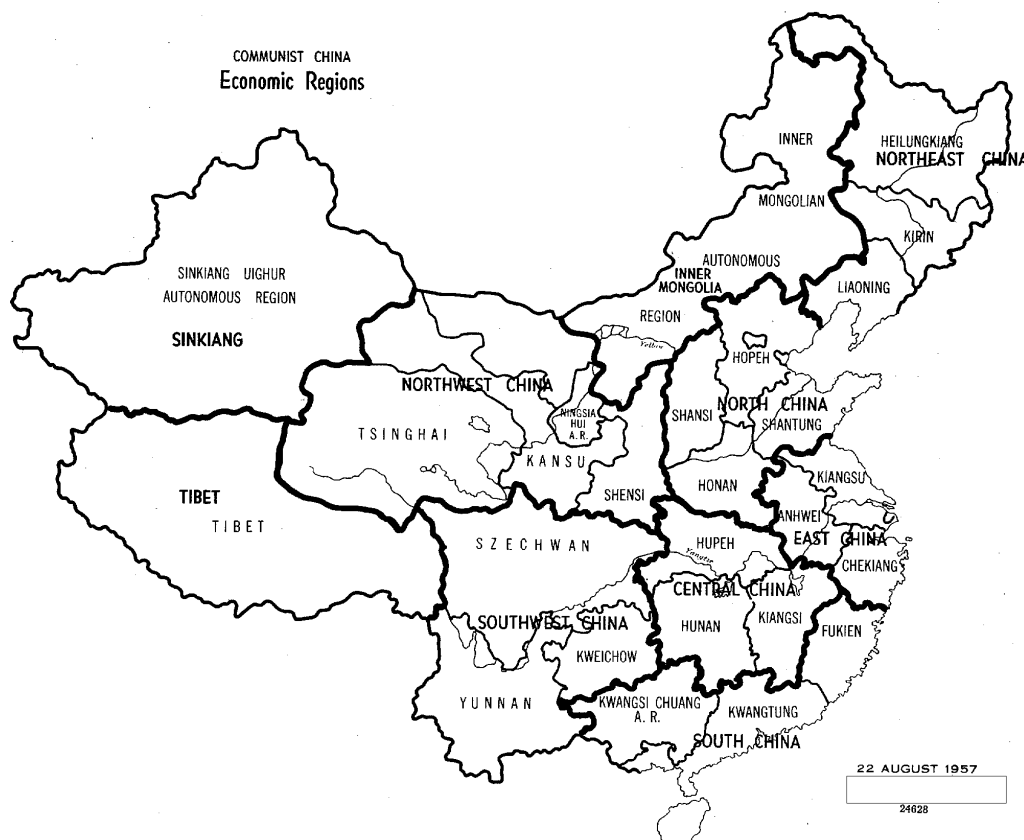 COMMUNIST CHINA
Economic Regions
INNER
HEILUNGKIANG
NORTHEAST CHINA
MONGOLIAN
KIRIN
AUTONOMOUS
SINKIANG UIGHUR
AUTONOMOUS REGION
INNER
MONGOLIA
LIAONING
REGION
SINKIANG
Yellow
HOPEH
NORTHWEST CHINA
NORTH CHINA
SHANSI
SHANTUNG
NINGSIA
HUI
A.R.
TSINGHAI
KANSU
KIANGSU
HONAN
SHENSI
TIBET
TIBET
ANHWEI
EAST CHINA
SZECHWAN
HUPEH
Yangtze
CHEKIANG
CENTRAL CHINA
SOUTHWEST CHINA
HUNAN
KIANGSI
FUKIEN
KWEICHOW
YUNNAN
KWANGSI CHUANG
A. R.
KWANGTUNG
SOUTH CHINA
22 AUGUST 1957
24628